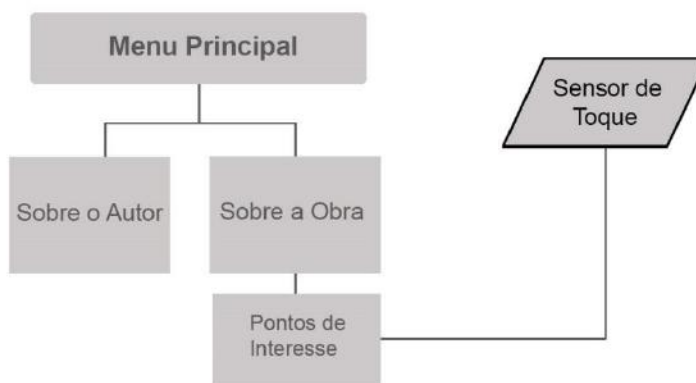 Menu Principal
Sensor de
Toque
Sobre o Autor
Sobre a Obra
Pontos de
Interesse